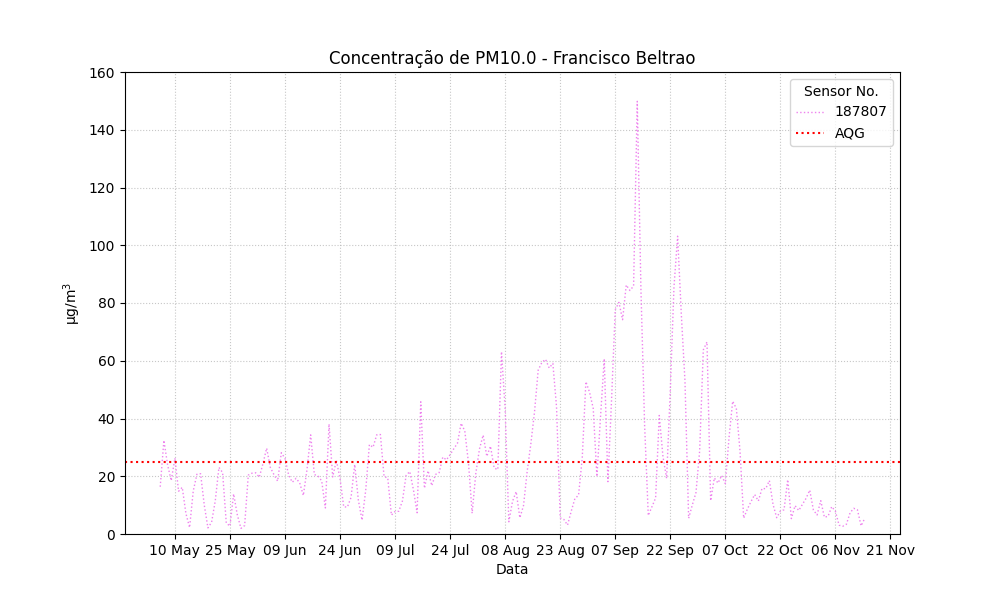 Concentração de PM10.0 - Francisco Beltrao
Sensor No.
187807
AQG
160
140
120
100
80
60
40
20
0
µg/m³
10 May 25 May 09 Jun 24 Jun 09 Jul 24 Jul 08 Aug 23 Aug 07 Sep 22 Sep 07 Oct 22 Oct 06 Nov 21 Nov
Data